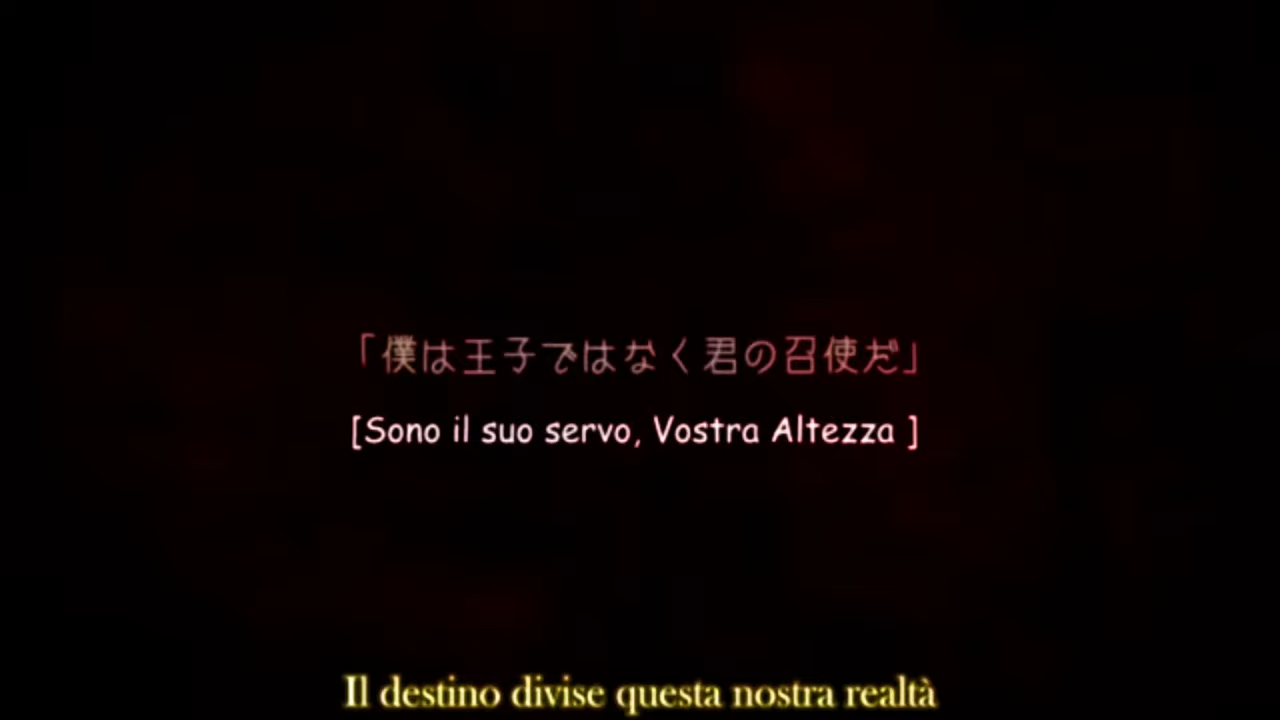 「僕は王子ではなく君の召使だ」
[Sono il suo servo, Vostra Altezza ]
Il destino divise questa nostra realtà